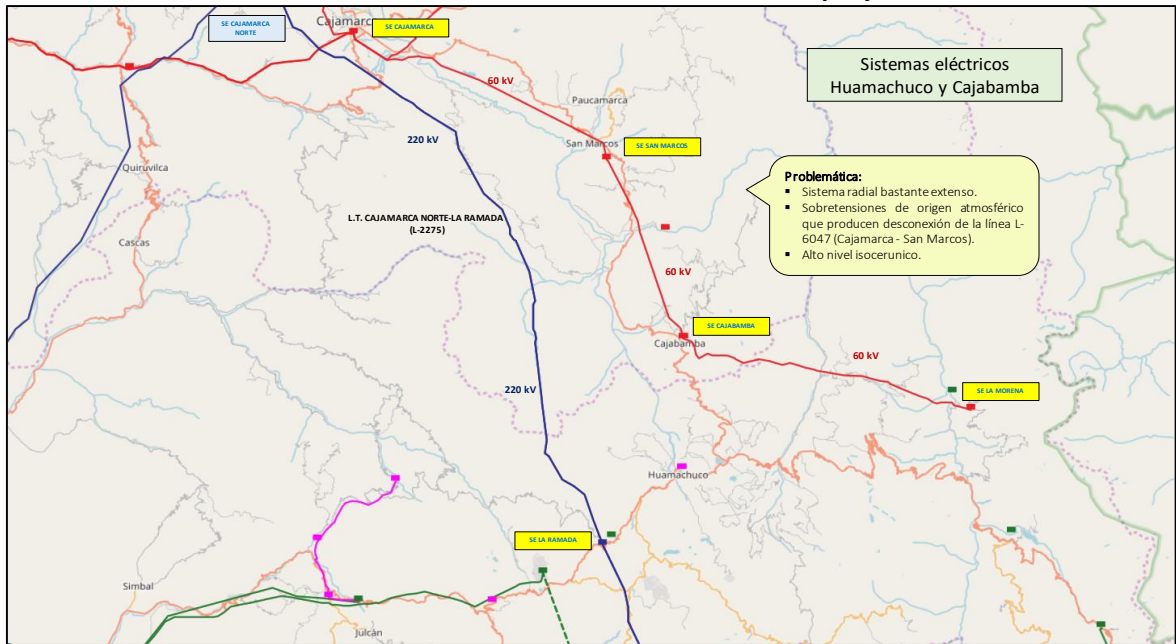 SE CAJAMARCA
NORTE
Cajamarc
SE CAJAMARCA
Sistemas eléctricos
Huamachuco y Cajabamba
60 kV
Paucamarca
220 kV
San Marcos
SE SAN MARCOS
Quiruvilca
Problemática:
▪ Sistema radial bastante extenso.
▪ Sobretensiones de origen atmosférico
que producen desconexión de la línea L-
6047 (Cajamarca - San Marcos).
▪ Alto nivel isocerunico.
L.T. CAJAMARCA NORTE-LA RAMADA
(L-2275)
Cascas
60 kV
SE CAJABAMBA
Cajabamba
60 kV
220 kV
SE LA MORENA
Huamachuco
SE LA RAMADA
Simbal
Julcán